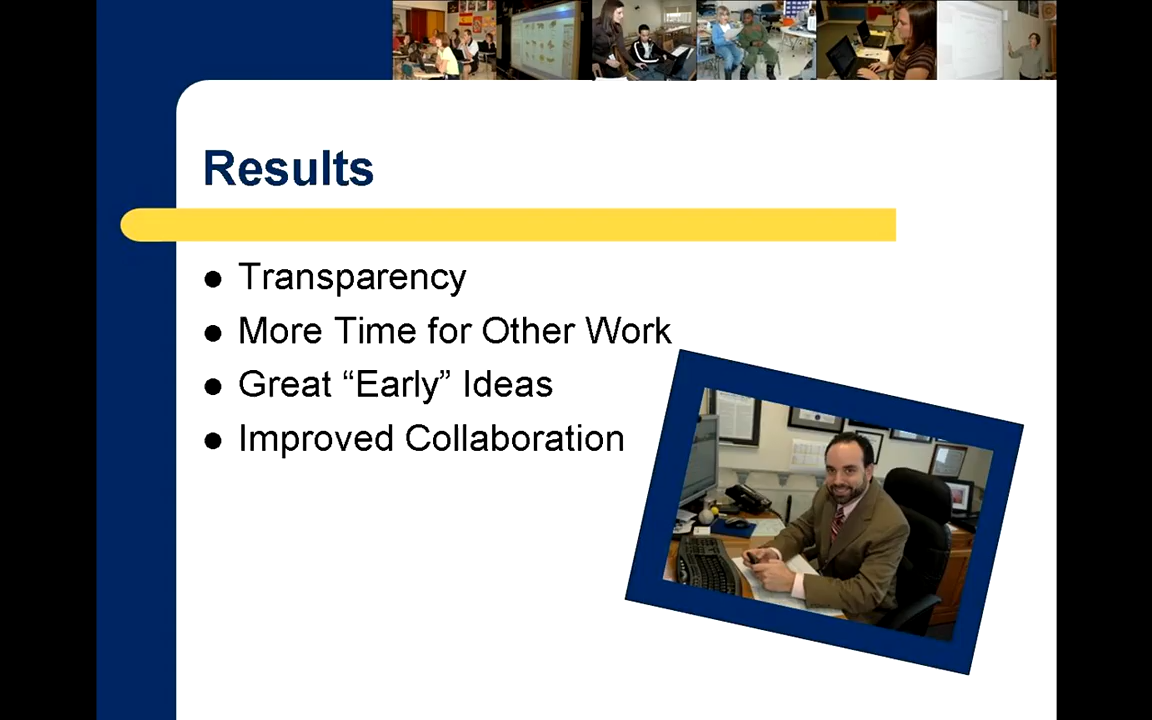 Results
● Transparency
● More Time for Other Work
● Great “Early” Ideas
● Improved Collaboration